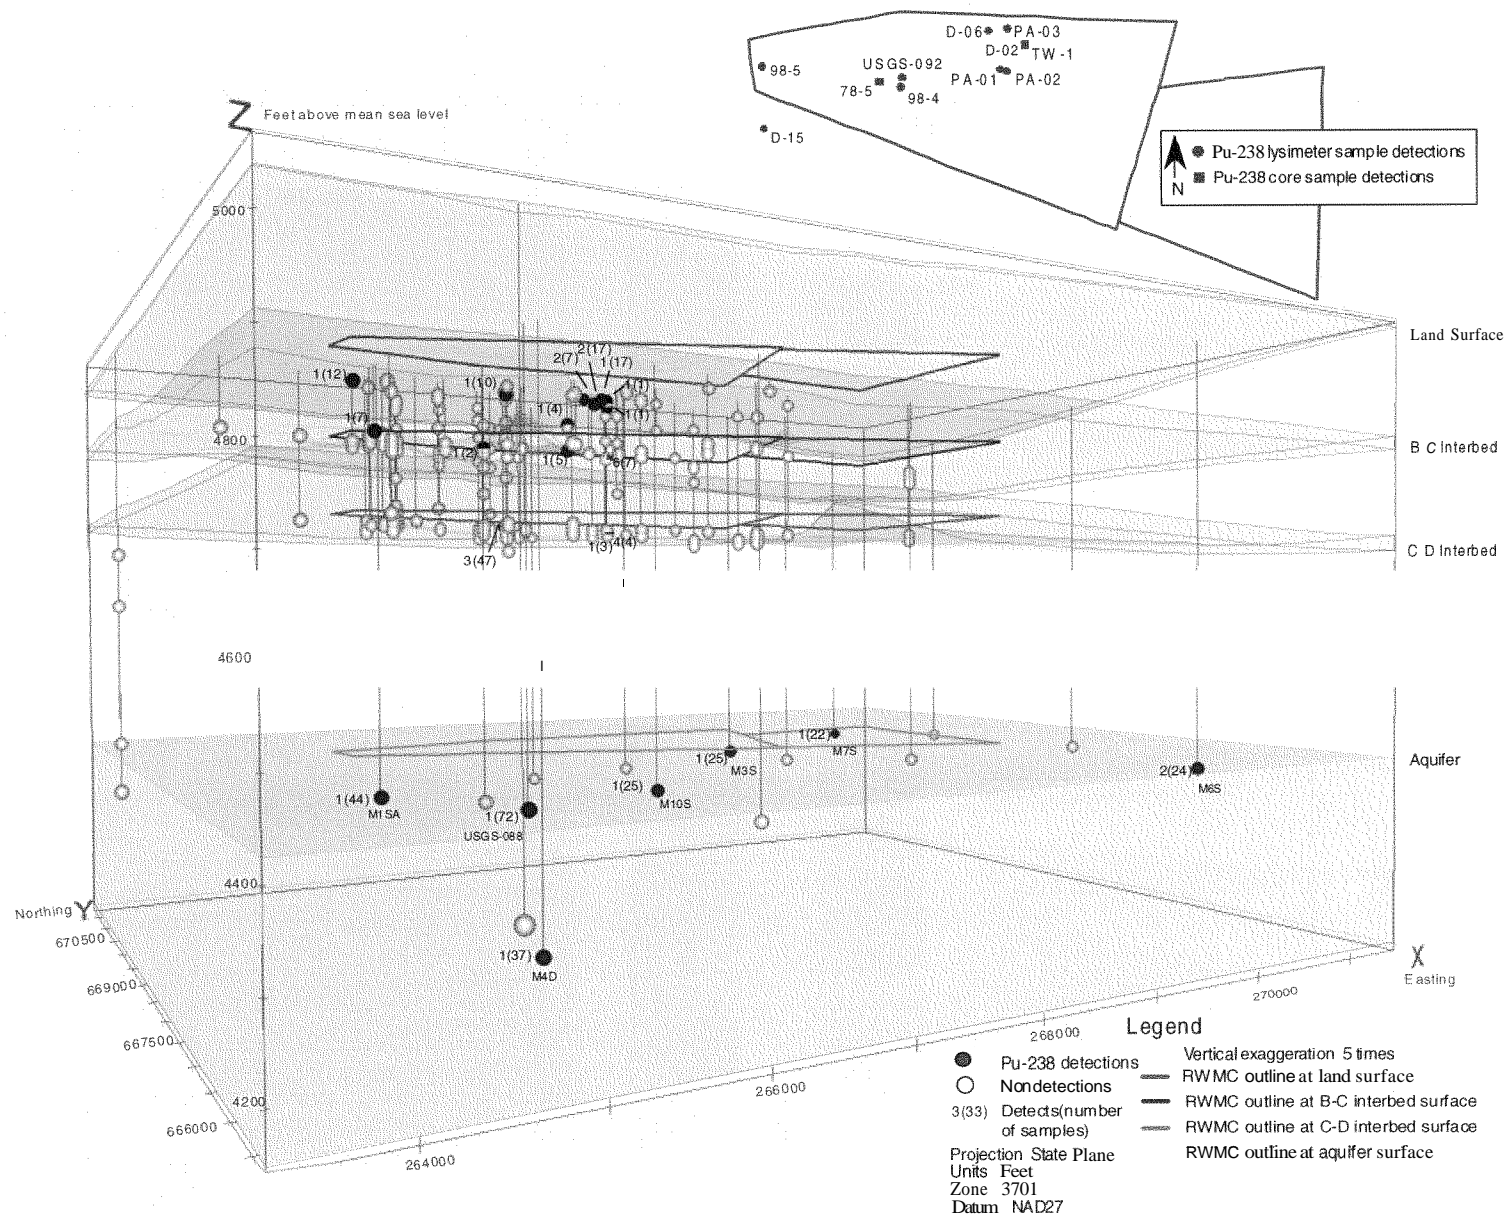 D-06
PA-03
D-02
TW-1
98-5
USGS-092
PA-01
PA-02
78-5
98-4
D-15
N
Pu-238 lysimeter sample detections
Pu-238 core sample detections
Z
Feet above mean sea level
5000
Land Surface
2(17)
2(7)
1(17)
1(12)
1(10)
1(1)
1(4)
1(1)
1(7)
4800
1(2)
1(5)
B C Interbed
1(3)
4(4)
3(47)
C D Interbed
4600
1(22)
M7S
1(25)
M3S
Aquifer
2(24)
M6S
1(25)
M10S
1(44)
M1SA
1(72)
USGS-088
4400
Northing Y
1(37)
M4D
670500
669000
667500
666000
4200
264000
266000
268000
270000
X
Easting
Legend
Pu-238 detections
Nondetections
3(33) Detects(number
of samples)
Vertical exaggeration 5 times
RWMC outline at land surface
RWMC outline at B-C interbed surface
RWMC outline at C-D interbed surface
RWMC outline at aquifer surface
Projection State Plane
Units Feet
Zone 3701
Datum NAD27